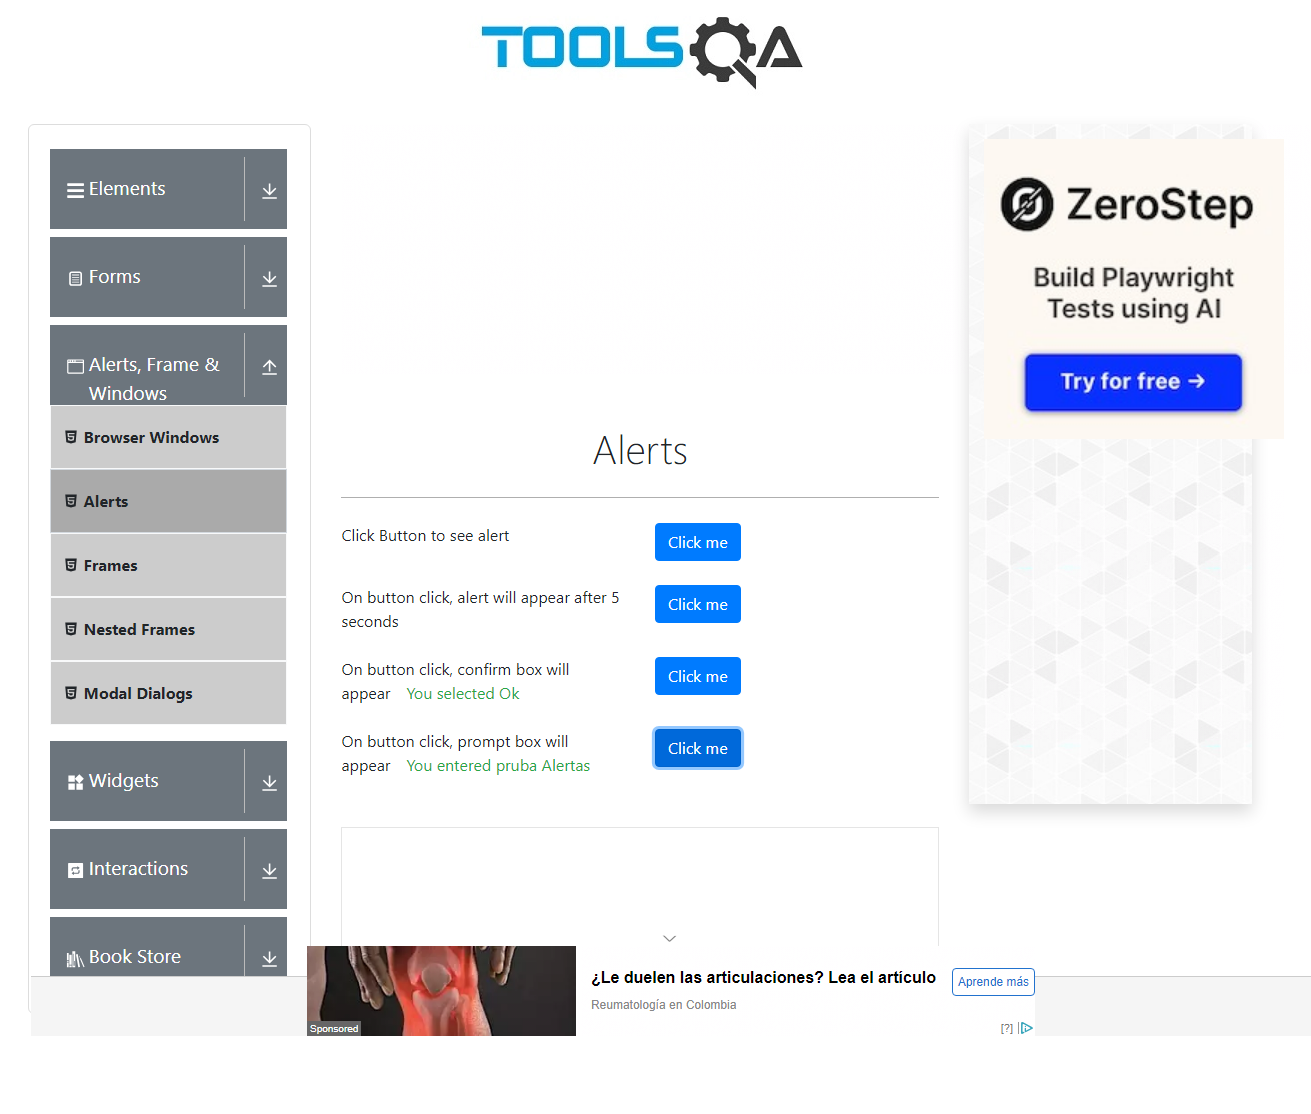 TOOLSQA
Elements
Forms
Alerts, Frame &
Windows
Browser Windows
Alerts
Frames
Nested Frames
Modal Dialogs
Widgets
Interactions
Book Store
Alerts
Click Button to see alert
Click me
On button click, alert will appear after 5
seconds
Click me
On button click, confirm box will
appear You selected Ok
Click me
On button click, prompt box will
appear You entered pruba Alertas
Click me
ZeroStep
Build Playwright
Tests using AI
Try for free →
Sponsored
¿Le duelen las articulaciones? Lea el artículo
Reumatología en Colombia
Aprende más
[?]